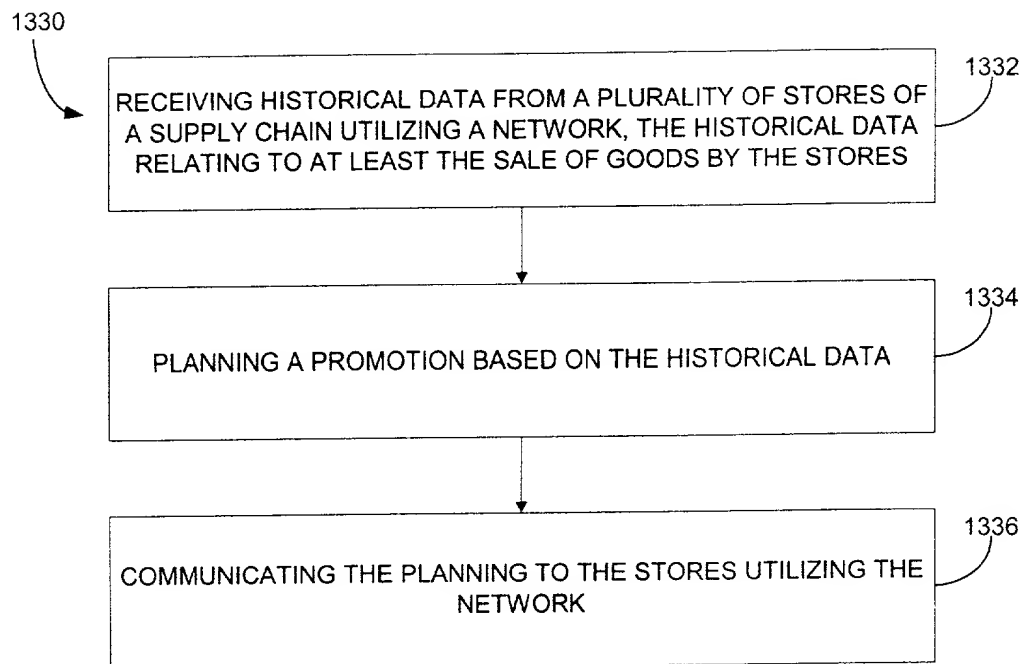 1330
1332
RECEIVING HISTORICAL DATA FROM A PLURALITY OF STORES OF
A SUPPLY CHAIN UTILIZING A NETWORK, THE HISTORICAL DATA
RELATING TO AT LEAST THE SALE OF GOODS BY THE STORES
1334
PLANNING A PROMOTION BASED ON THE HISTORICAL DATA
1336
COMMUNICATING THE PLANNING TO THE STORES UTILIZING THE
NETWORK